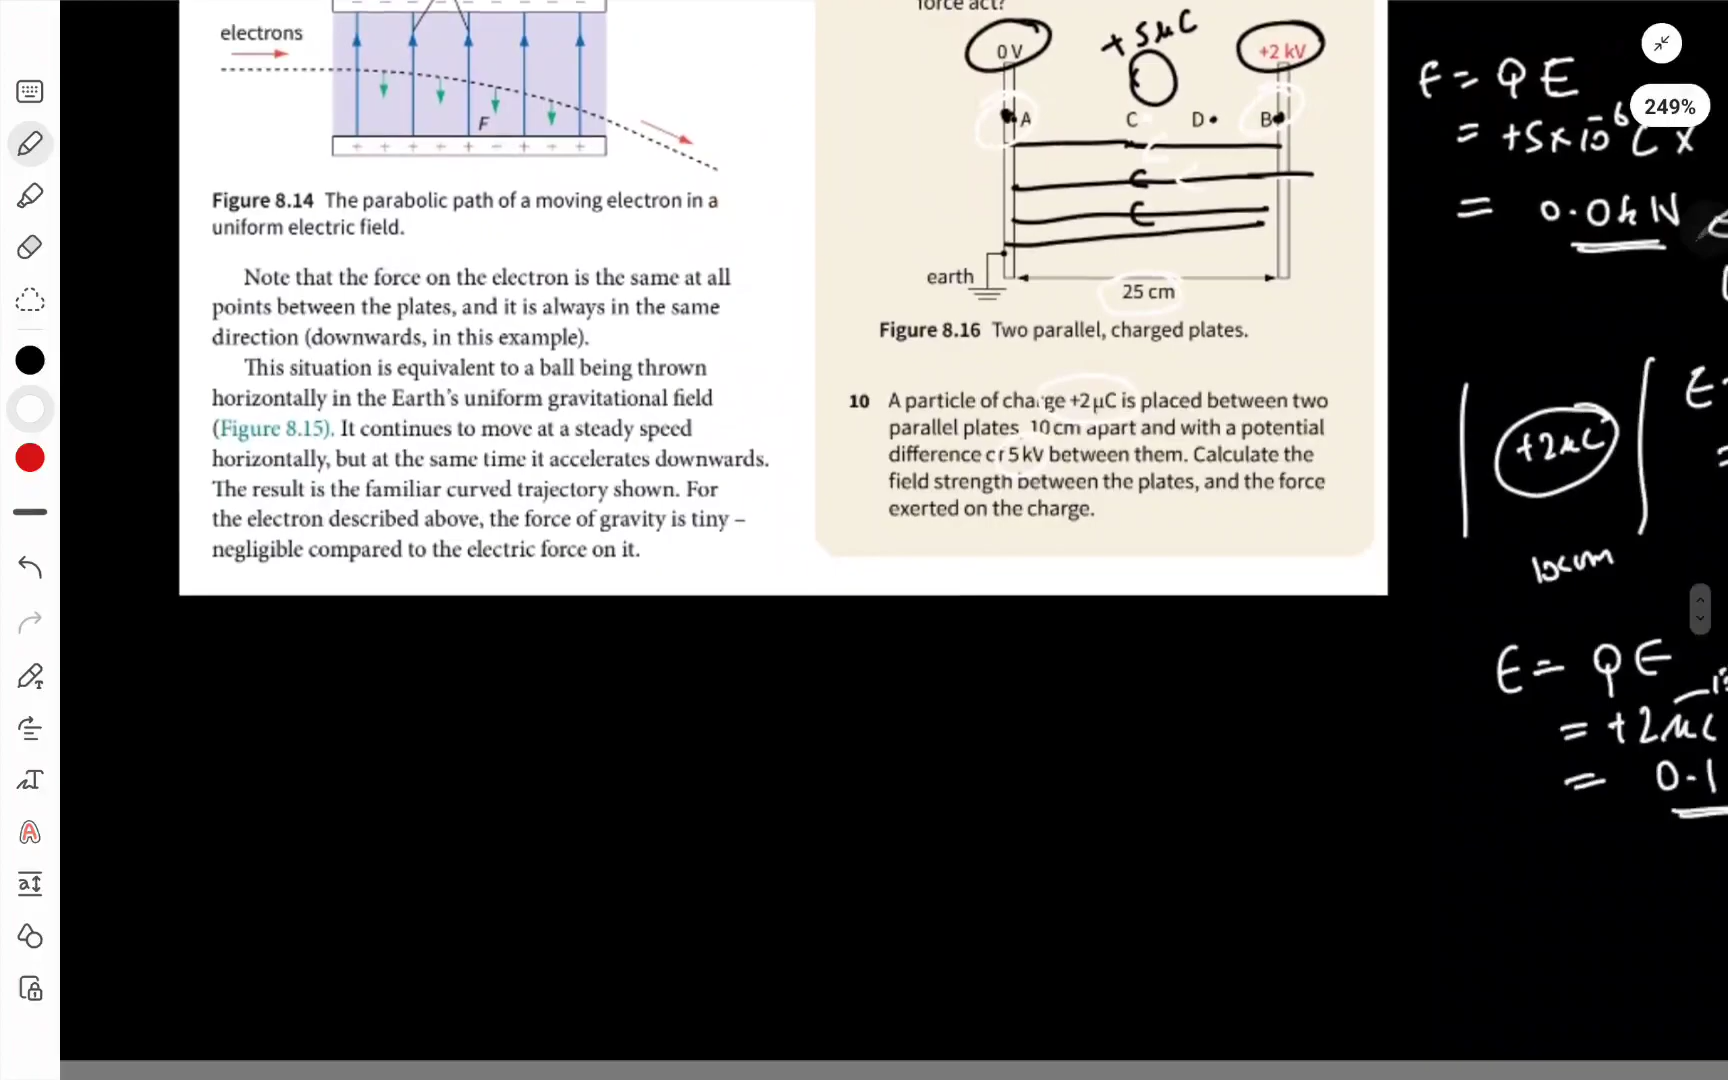 electrons
F
Figure 8.14 The parabolic path of a moving electron in a
uniform electric field.
Note that the force on the electron is the same at all
points between the plates, and it is always in the same
direction (downwards, in this example).
This situation is equivalent to a ball being thrown
horizontally in the Earth's uniform gravitational field
(Figure 8.15). It continues to move at a steady speed
horizontally, but at the same time it accelerates downwards.
The result is the familiar curved trajectory shown. For
the electron described above, the force of gravity is tiny –
negligible compared to the electric force on it.
force act?
0 V
+5μC
+2 kV
A
C
D
B
earth
25 cm
Figure 8.16 Two parallel, charged plates.
10 A particle of charge +2 μC is placed between two
parallel plates 10 cm apart and with a potential
difference of 5 kV between them. Calculate the
field strength between the plates, and the force
exerted on the charge.
F = QE
= +5×10⁻⁶C ×
=
249%
+2μC
E
=
E = QE
= +2μC
= 0.1